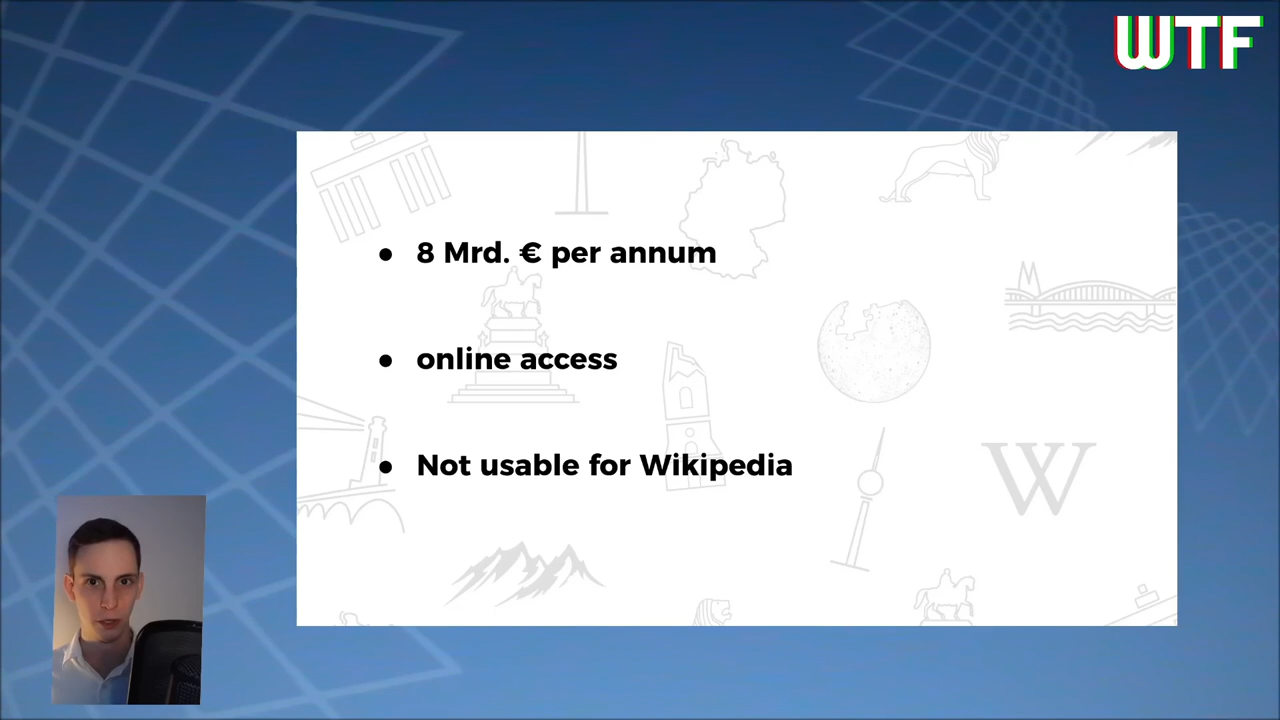 WTF
● 8 Mrd. € per annum
● online access
● Not usable for Wikipedia
W